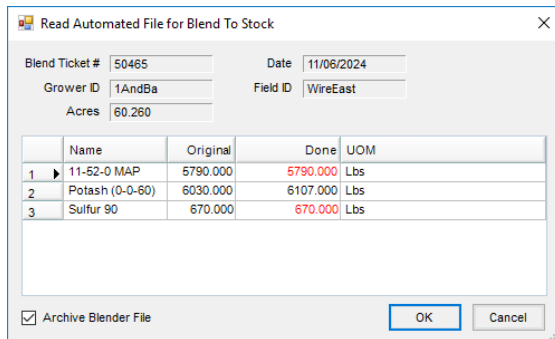 Read Automated File for Blend To Stock
Blend Ticket # 50465 Date 11/06/2024
Grower ID 1AndBa Field ID WireEast
Acres 60.260
Name Original Done UOM
1 11-52-0 MAP 5790.000 5790.000 Lbs
2 Potash (0-0-60) 6030.000 6107.000 Lbs
3 Sulfur 90 670.000 670.000 Lbs
Archive Blender File OK Cancel